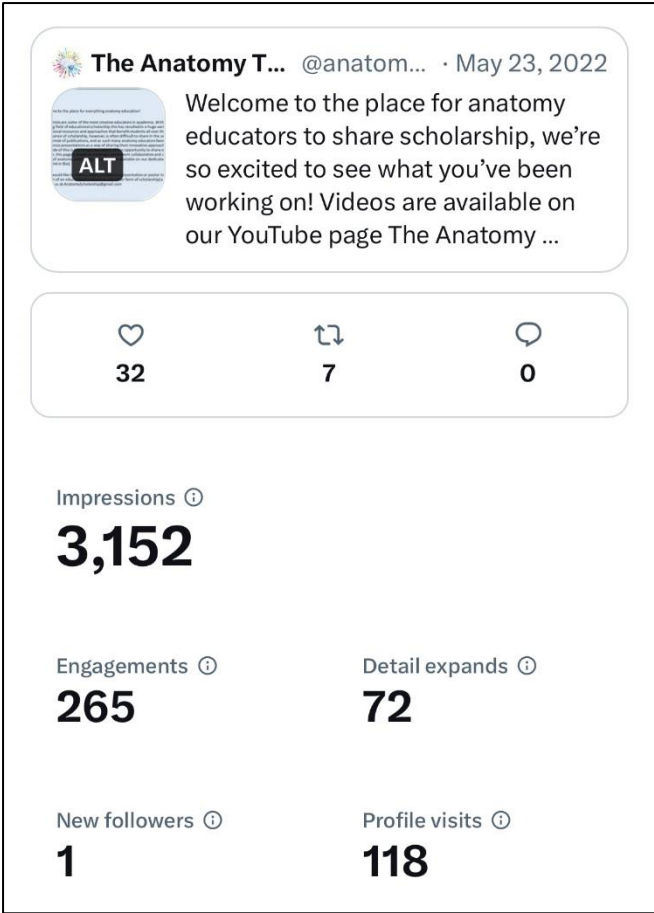 The Anatomy T... @anatom... · May 23, 2022
ALT
Welcome to the place for anatomy
educators to share scholarship, we’re
so excited to see what you’ve been
working on! Videos are available on
our YouTube page The Anatomy ...
32 7 0
Impressions
3,152
Engagements Detail expands
265 72
New followers Profile visits
1 118